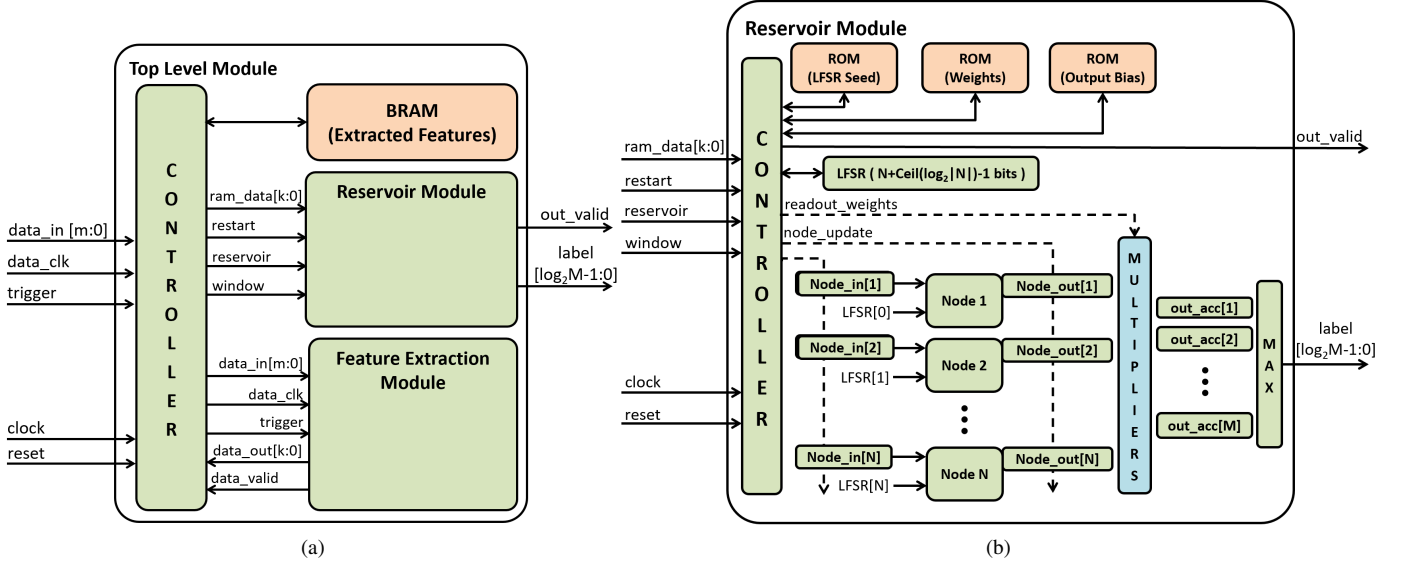 Top Level Module
BRAM
(Extracted Features)
C
O
N
T
R
O
L
L
E
R
Reservoir Module
ram_data[k:0]
restart
reservoir
window
data_in [m:0]
data_clk
trigger
clock
reset
out_valid
label
[log2M-1:0]
Feature Extraction
Module
data_in[m:0]
data_clk
trigger
data_out[k:0]
data_valid
(a)
Reservoir Module
ROM
(LFSR Seed)
ROM
(Weights)
ROM
(Output Bias)
C
O
N
T
R
O
L
L
E
R
ram_data[k:0]
restart
reservoir
window
clock
reset
out_valid
LFSR ( N+Ceil(log2|N|)-1 bits )
readout_weights
node_update
Node_in[1]
LFSR[0]
Node 1
Node_out[1]
Node_in[2]
LFSR[1]
Node 2
Node_out[2]
Node_in[N]
LFSR[N]
Node N
Node_out[N]
M
U
L
T
I
P
L
I
E
R
S
out_acc[1]
out_acc[2]
out_acc[M]
M
A
X
label
[log2M-1:0]
(b)